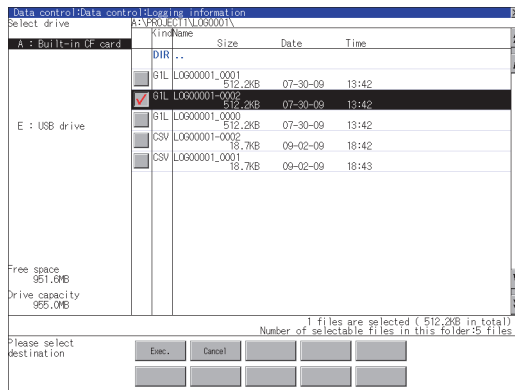 Data control:Data control:Logging information
Select drive
A:\PROJECT1\LOG0001\
Kind Name
Size Date Time
A : Built-in CF card
DIR ..
G1L LOG00001_0001
512.2KB 07-30-09 13:42
G1L LOG00001-0002
512.2KB 07-30-09 13:42
E : USB drive
G1L LOG00001_0000
512.2KB 07-30-09 13:42
CSV LOG00001-0002
18.7KB 09-02-09 18:42
CSV LOG00001_0001
18.7KB 09-02-09 18:43
Free space
951.6MB
Drive capacity
955.0MB
1 files are selected ( 512.2KB in total)
Number of selectable files in this folder:5 files
Please select
destination
Exec. Cancel